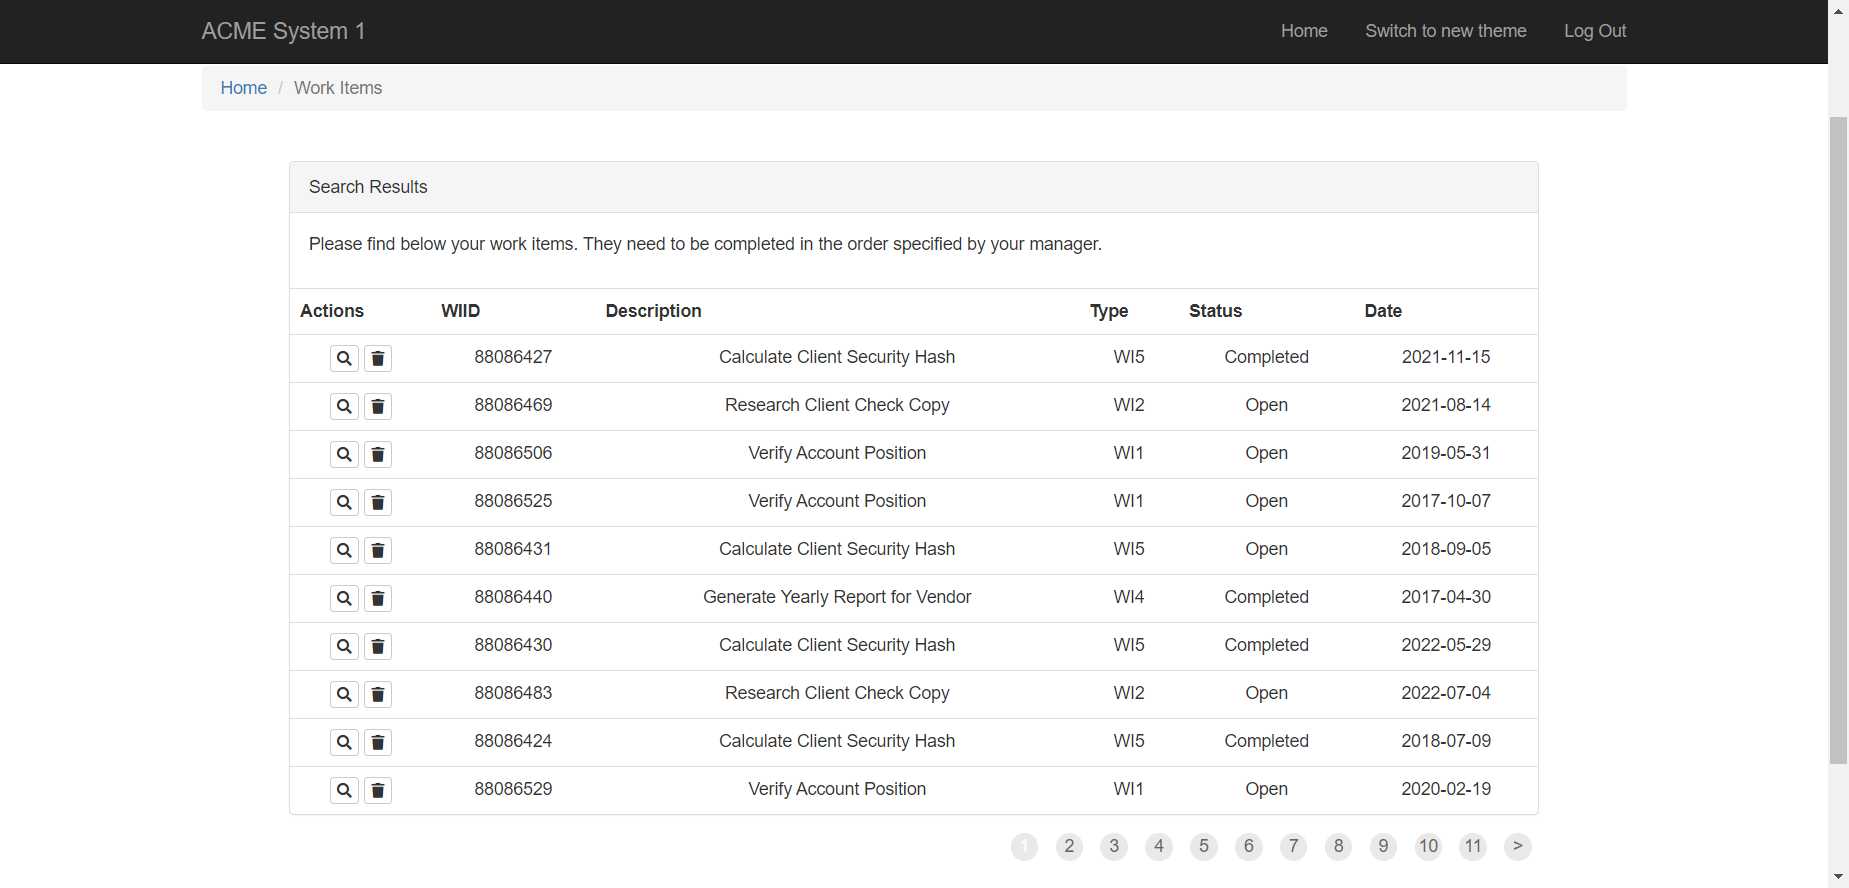 ACME System 1 Home Switch to new theme Log Out
Home / Work Items
Search Results
Please find below your work items. They need to be completed in the order specified by your manager.
Actions WIID Description Type Status Date
88086427 Calculate Client Security Hash WI5 Completed 2021-11-15
88086469 Research Client Check Copy WI2 Open 2021-08-14
88086506 Verify Account Position WI1 Open 2019-05-31
88086525 Verify Account Position WI1 Open 2017-10-07
88086431 Calculate Client Security Hash WI5 Open 2018-09-05
88086440 Generate Yearly Report for Vendor WI4 Completed 2017-04-30
88086430 Calculate Client Security Hash WI5 Completed 2022-05-29
88086483 Research Client Check Copy WI2 Open 2022-07-04
88086424 Calculate Client Security Hash WI5 Completed 2018-07-09
88086529 Verify Account Position WI1 Open 2020-02-19
1 2 3 4 5 6 7 8 9 10 11 >